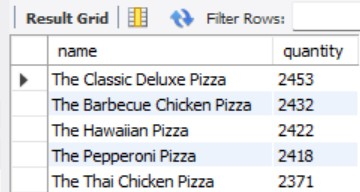 Result Grid Filter Rows:
name quantity
The Classic Deluxe Pizza 2453
The Barbecue Chicken Pizza 2432
The Hawaiian Pizza 2422
The Pepperoni Pizza 2418
The Thai Chicken Pizza 2371